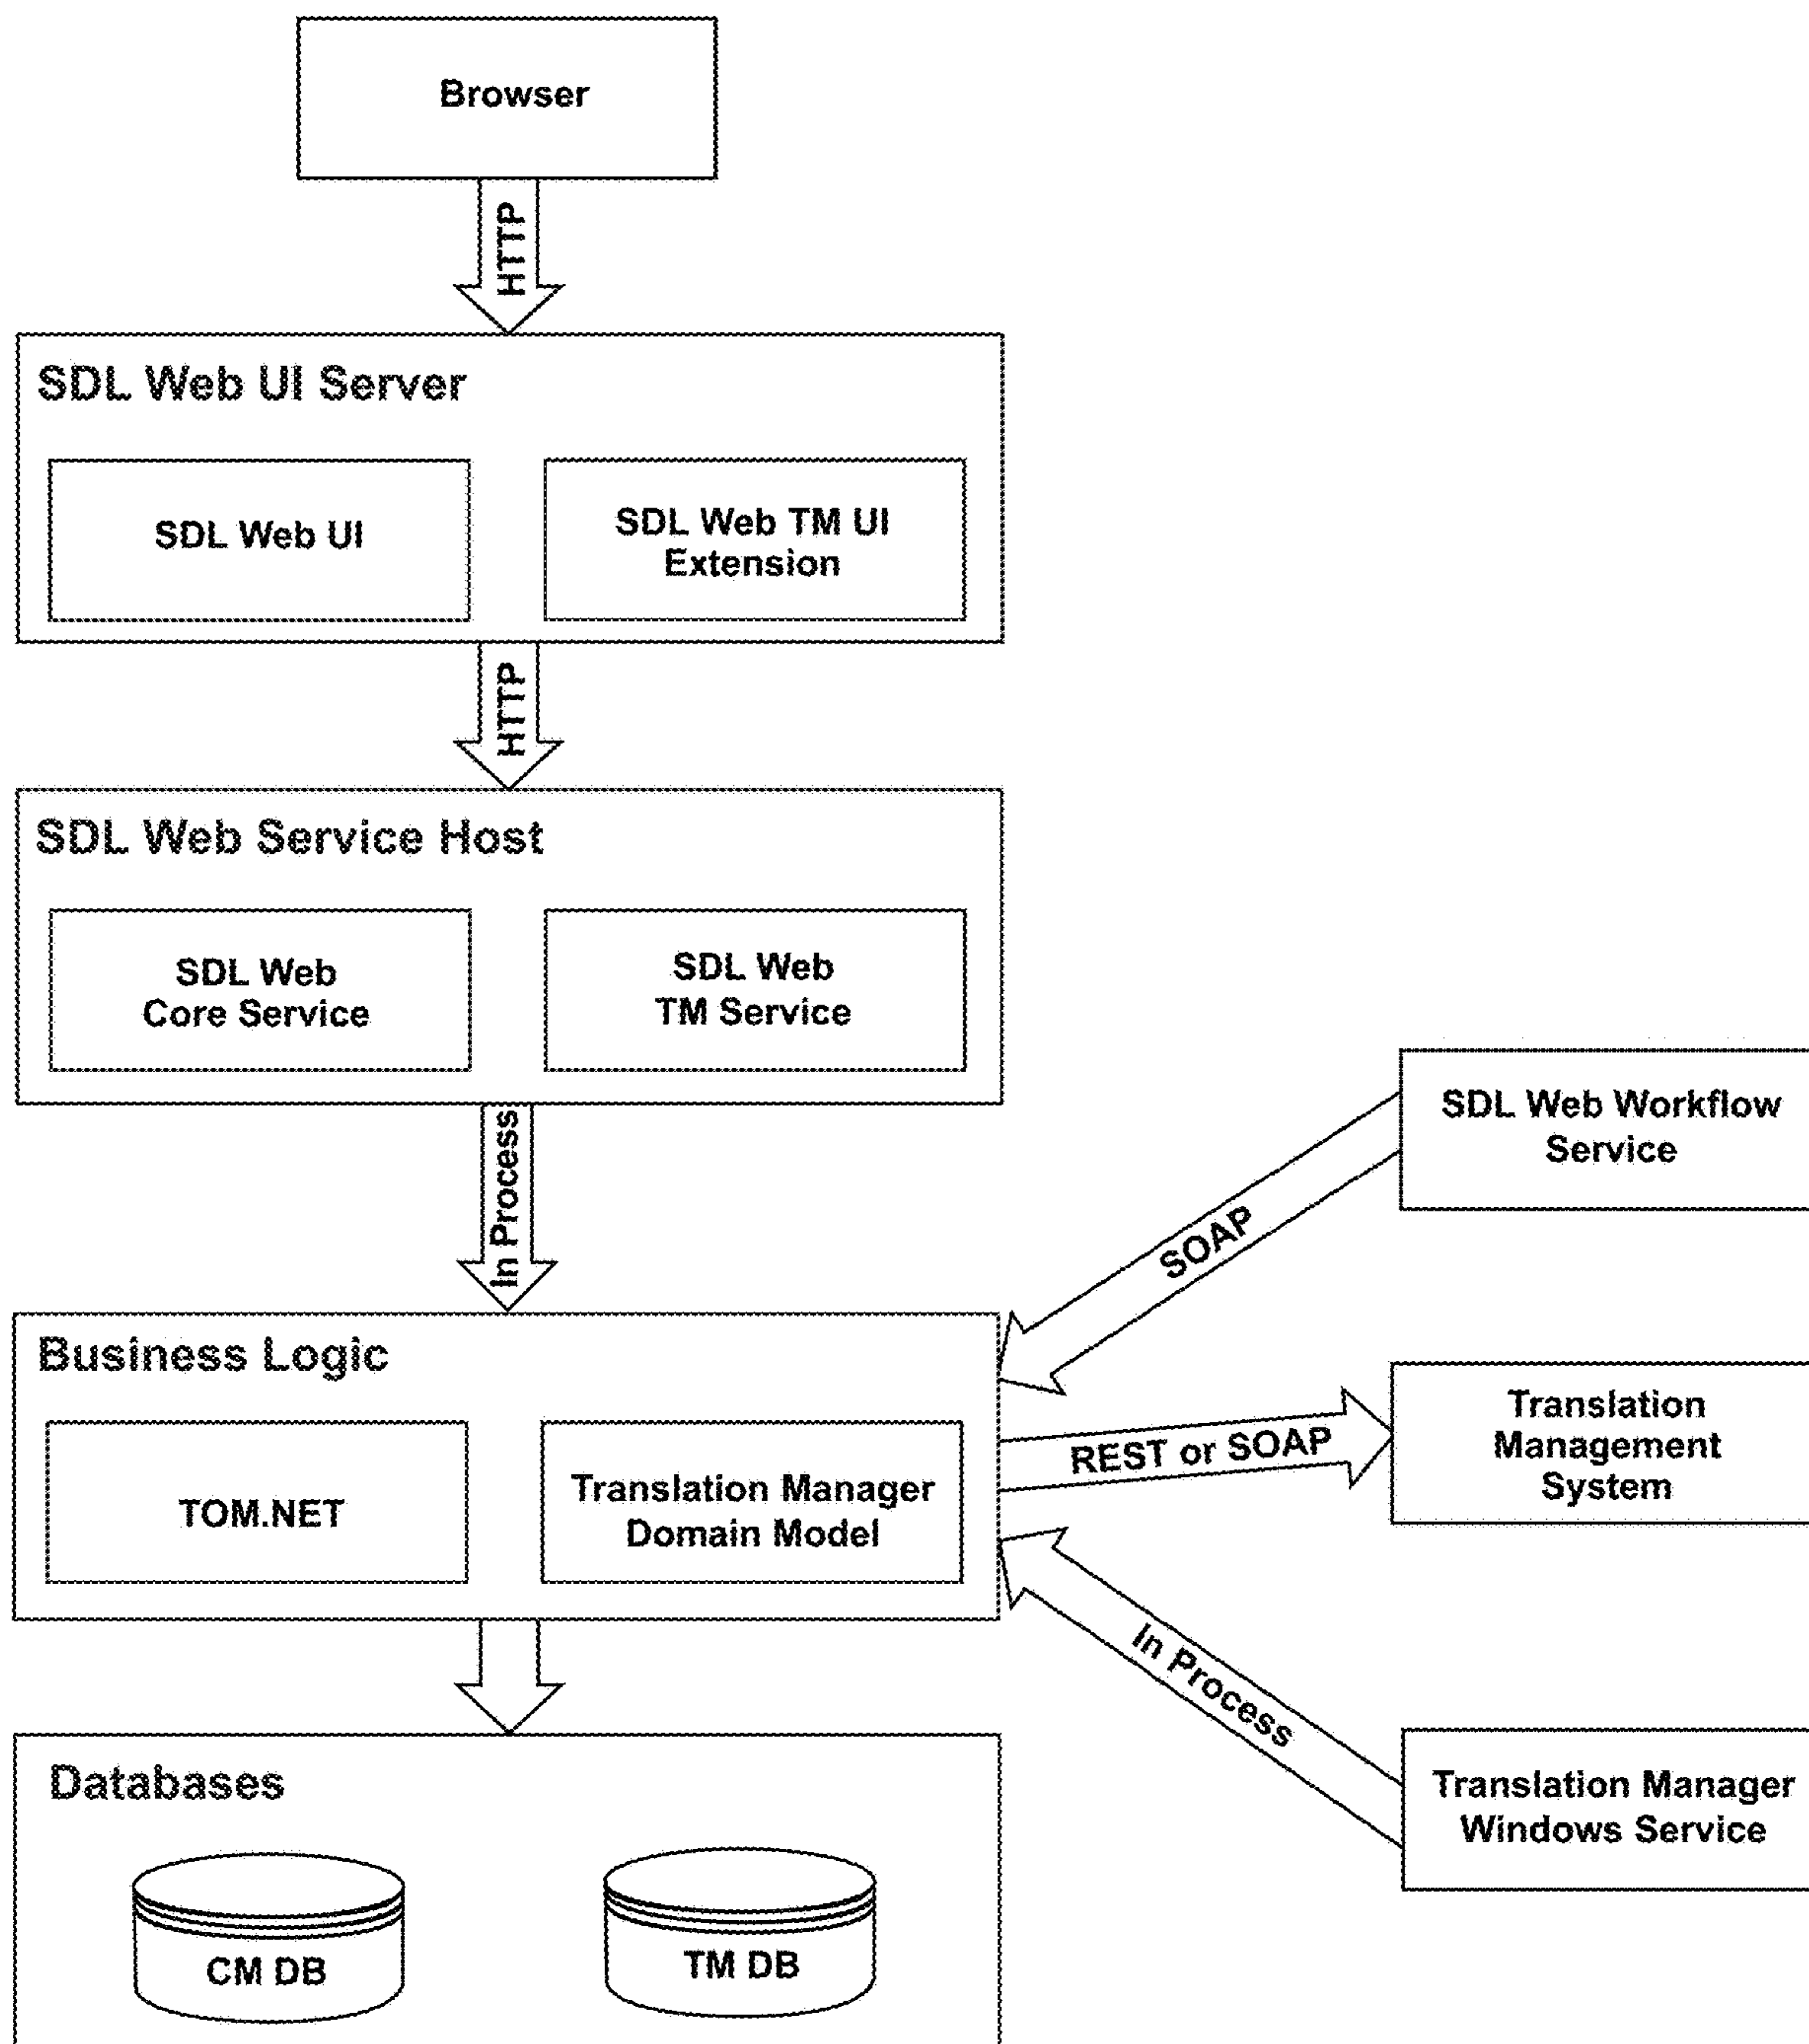 Browser
HTTP
SDL Web UI Server
SDL Web UI
SDL Web TM UI
Extension
HTTP
SDL Web Service Host
SDL Web
Core Service
SDL Web
TM Service
In Process
SDL Web Workflow
Service
SOAP
Business Logic
TOM.NET
Translation Manager
Domain Model
REST or SOAP
Translation
Management
System
In Process
Translation Manager
Windows Service
Databases
CM DB
TM DB